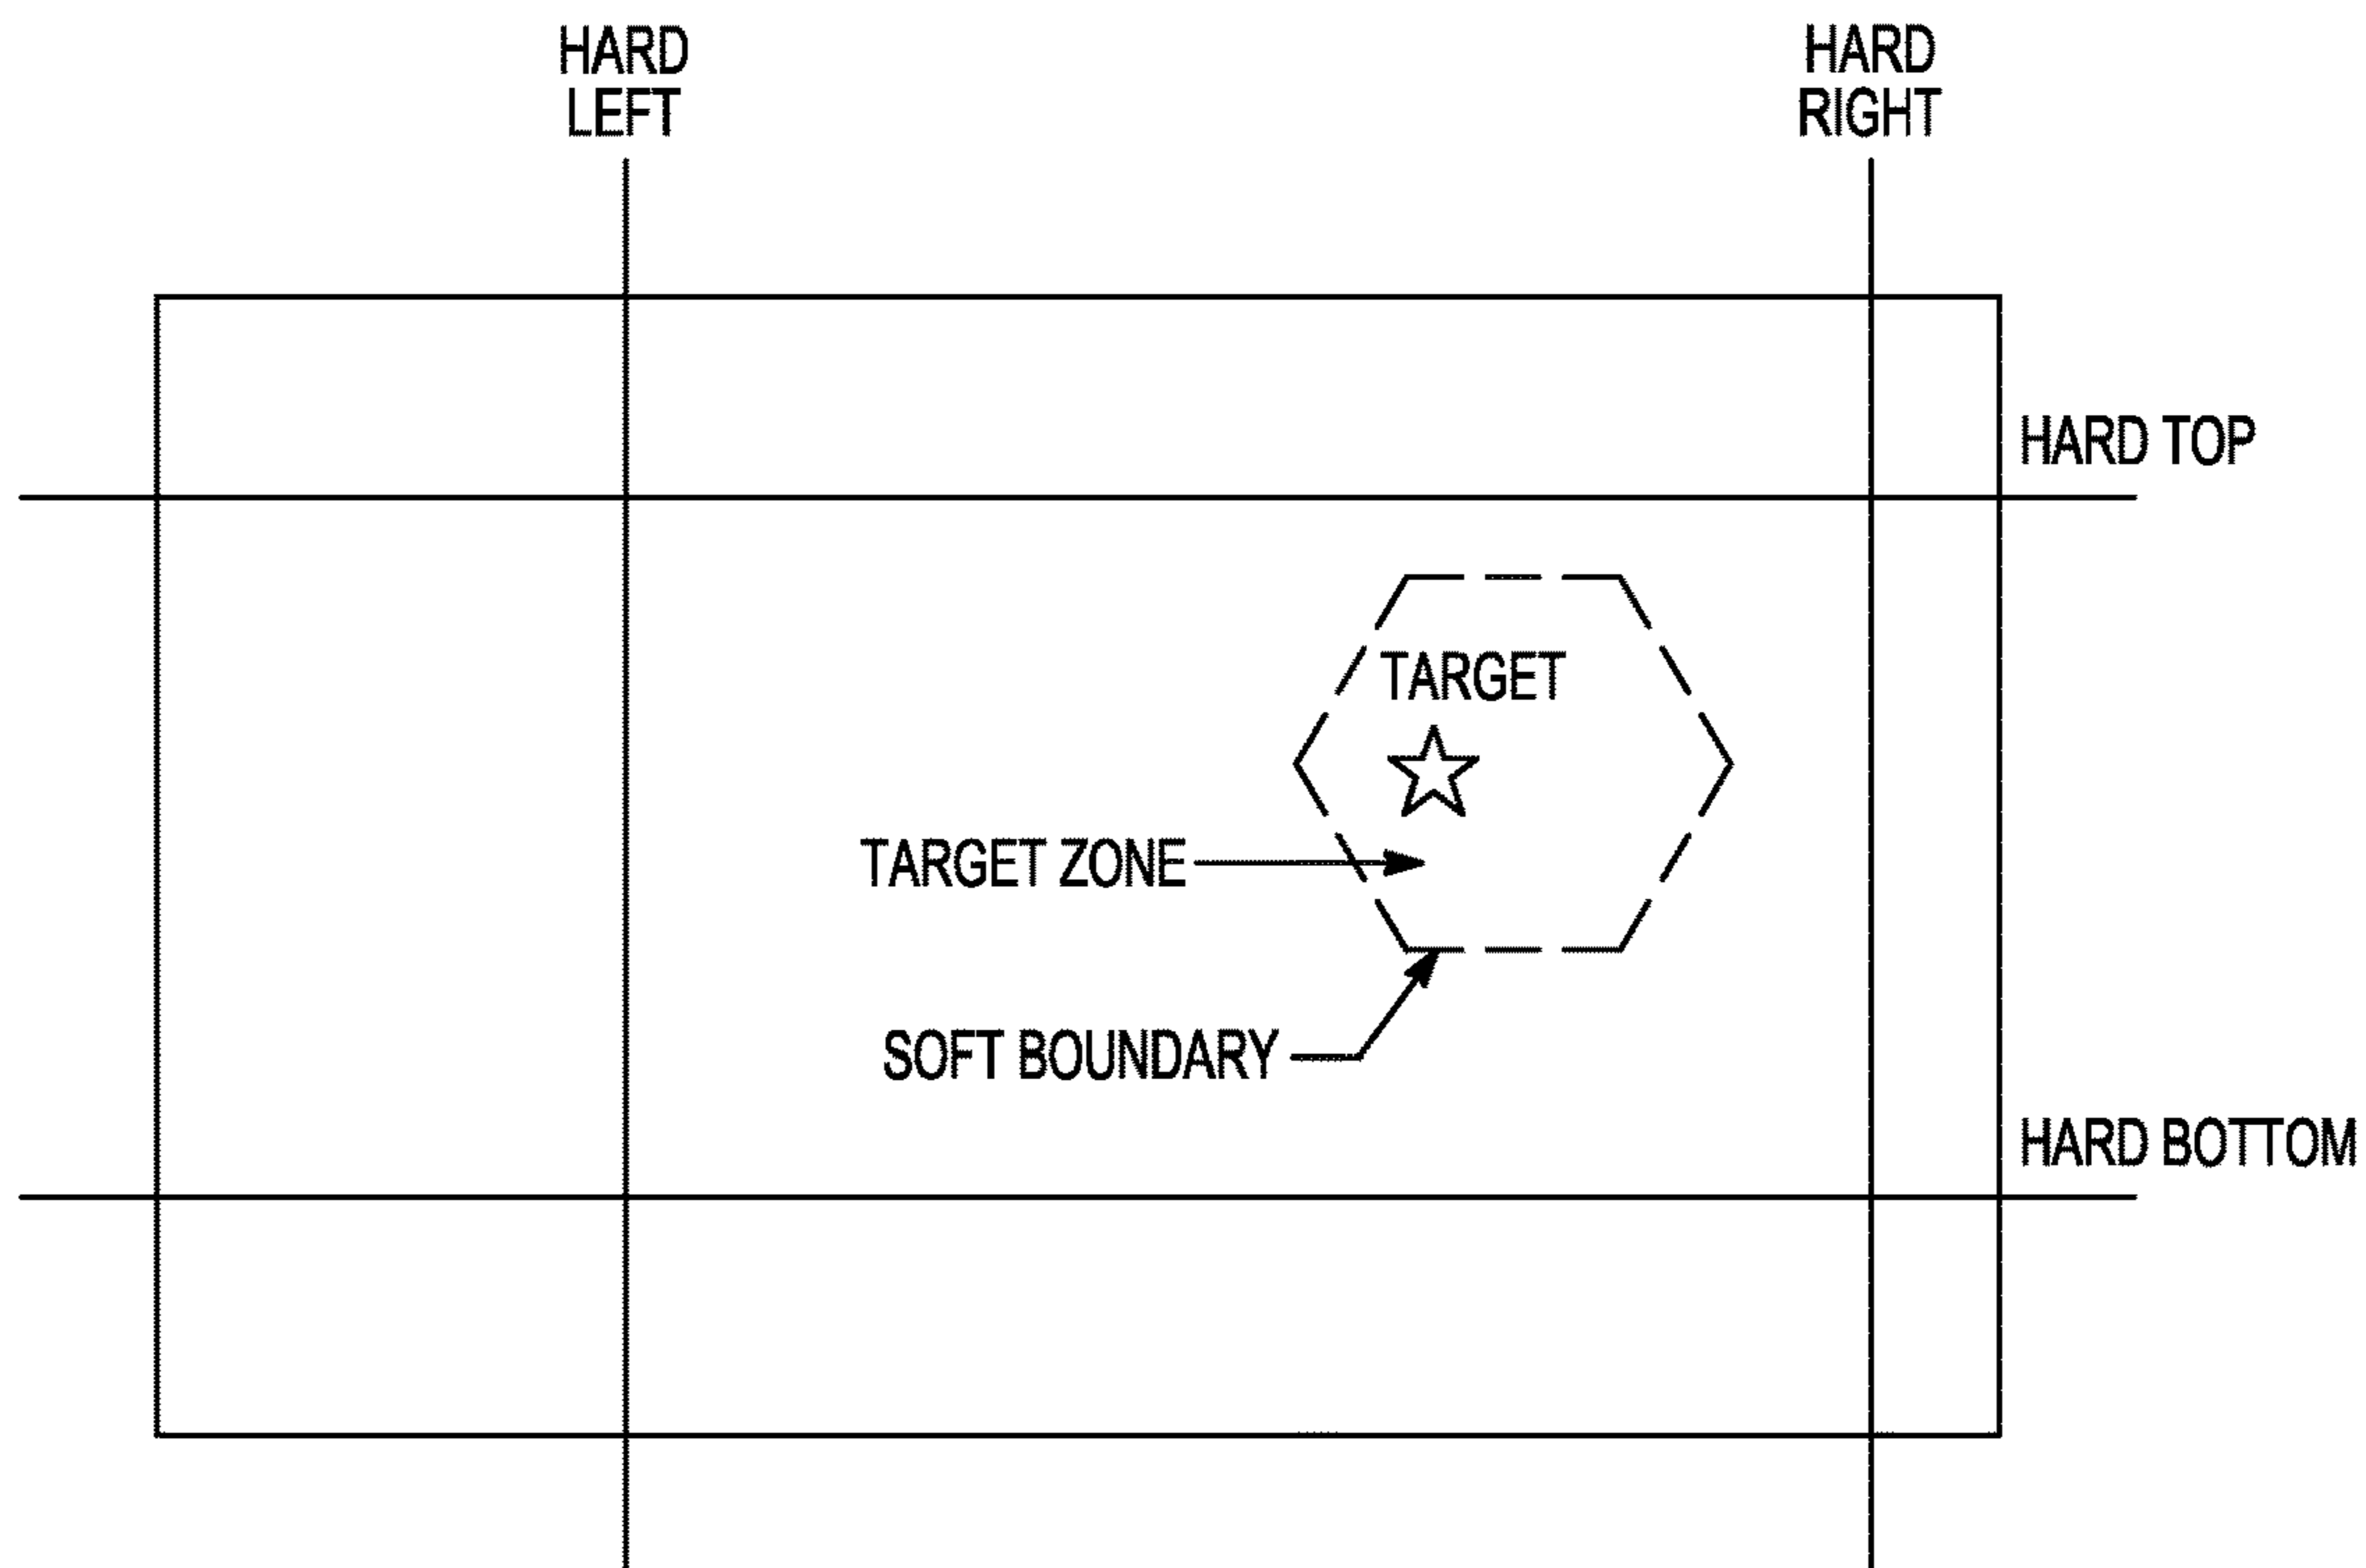 HARD
LEFT
HARD
RIGHT
HARD TOP
TARGET
TARGET ZONE
SOFT BOUNDARY
HARD BOTTOM